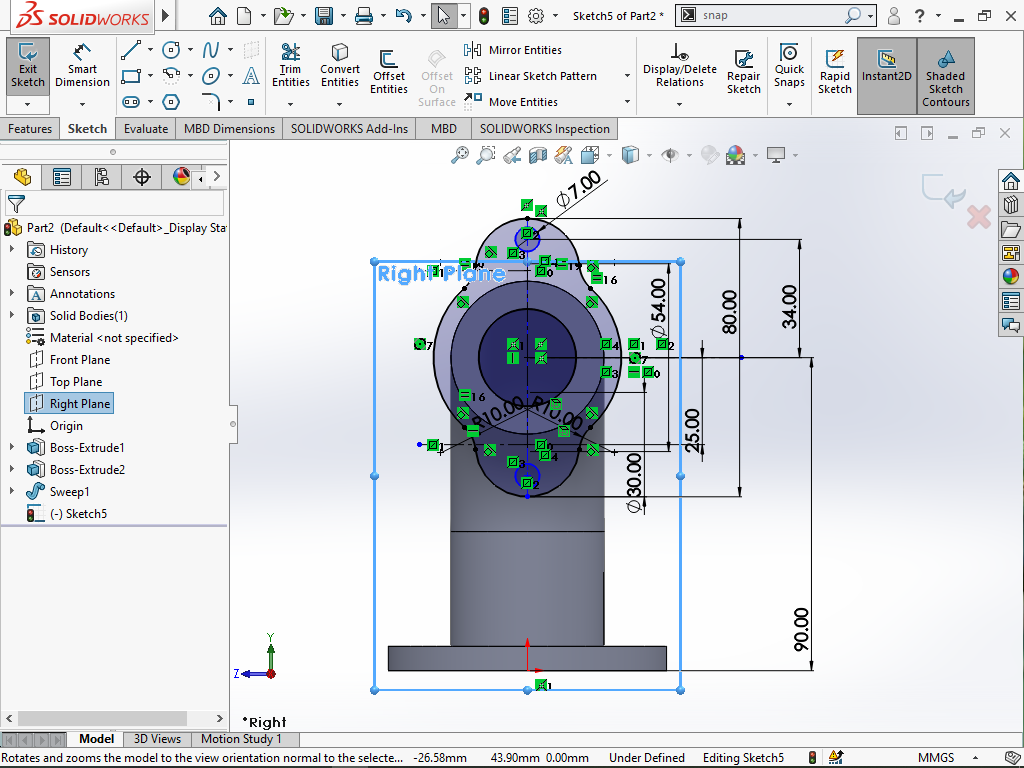 SOLIDWORKS
Sketch5 of Part2 *
snap
Exit Sketch
Smart Dimension
Trim Entities
Convert Entities
Offset Entities
Offset On Surface
Mirror Entities
Linear Sketch Pattern
Move Entities
Display/Delete Relations
Repair Sketch
Quick Snaps
Rapid Sketch
Instant2D
Shaded Sketch Contours
Features
Sketch
Evaluate
MBD Dimensions
SOLIDWORKS Add-Ins
MBD
SOLIDWORKS Inspection
Part2 (Default<<Default>_Display Sta
History
Sensors
Annotations
Solid Bodies(1)
Material <not specified>
Front Plane
Top Plane
Right Plane
Origin
Boss-Extrude1
Boss-Extrude2
Sweep1
(-) Sketch5
Right Plane
Ø7.00
Ø54.00
80.00
34.00
R10.00
R10.00
25.00
Ø30.00
90.00
Y
Z
*Right
Model
3D Views
Motion Study 1
Rotates and zooms the model to the view orientation normal to the selecte...
-26.58mm
43.90mm
0.00mm
Under Defined
Editing Sketch5
MMGS